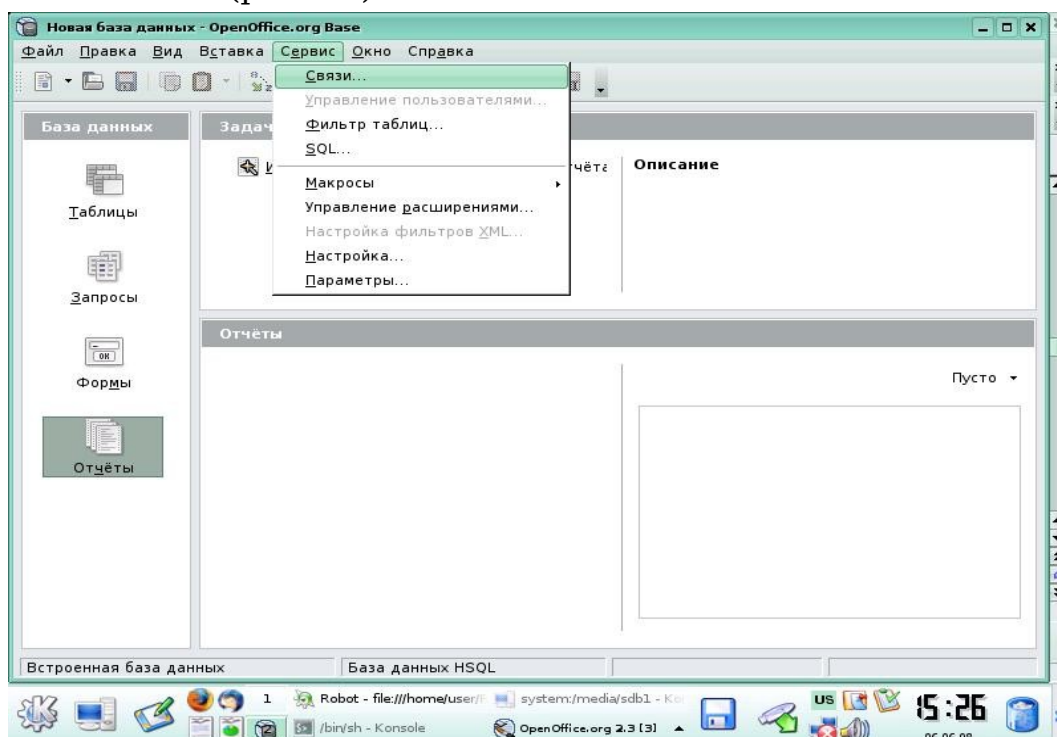 Новая база данных - OpenOffice.org Base
Файл Правка Вид Вставка Сервис Окно Справка
Связи...
Управление пользователями...
Фильтр таблиц...
SQL...
Макросы
Управление расширениями...
Настройка фильтров XML...
Настройка...
Параметры...
База данных
Таблицы
Запросы
Формы
Отчёты
Описание
Отчёты
Пусто
Встроенная база данных
База данных HSQL
1
Robot - file:///home/user/
system:/media/sdb1 - Ko
/bin/sh - Konsole
OpenOffice.org 2.3 [3]
US
15:26